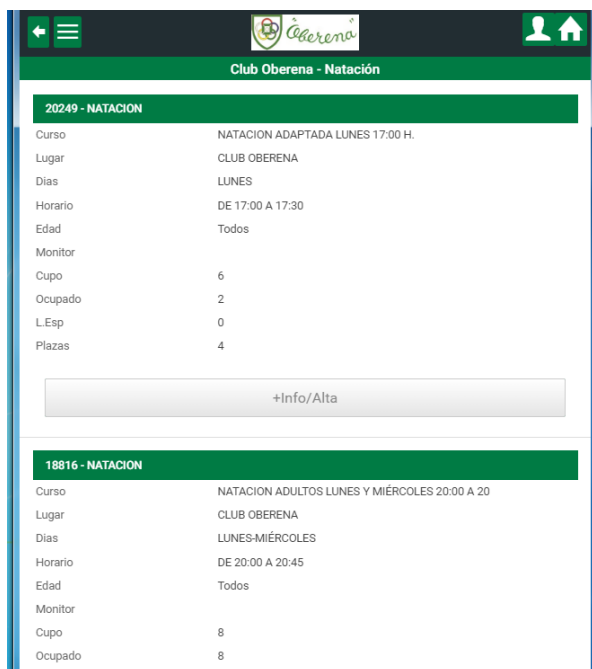 Oberena
Club Oberena - Natación
20249 - NATACION
Curso NATACION ADAPTADA LUNES 17:00 H.
Lugar CLUB OBERENA
Dias LUNES
Horario DE 17:00 A 17:30
Edad Todos
Monitor
Cupo 6
Ocupado 2
L.Esp 0
Plazas 4
+Info/Alta
18816 - NATACION
Curso NATACION ADULTOS LUNES Y MIÉRCOLES 20:00 A 20
Lugar CLUB OBERENA
Dias LUNES-MIÉRCOLES
Horario DE 20:00 A 20:45
Edad Todos
Monitor
Cupo 8
Ocupado 8